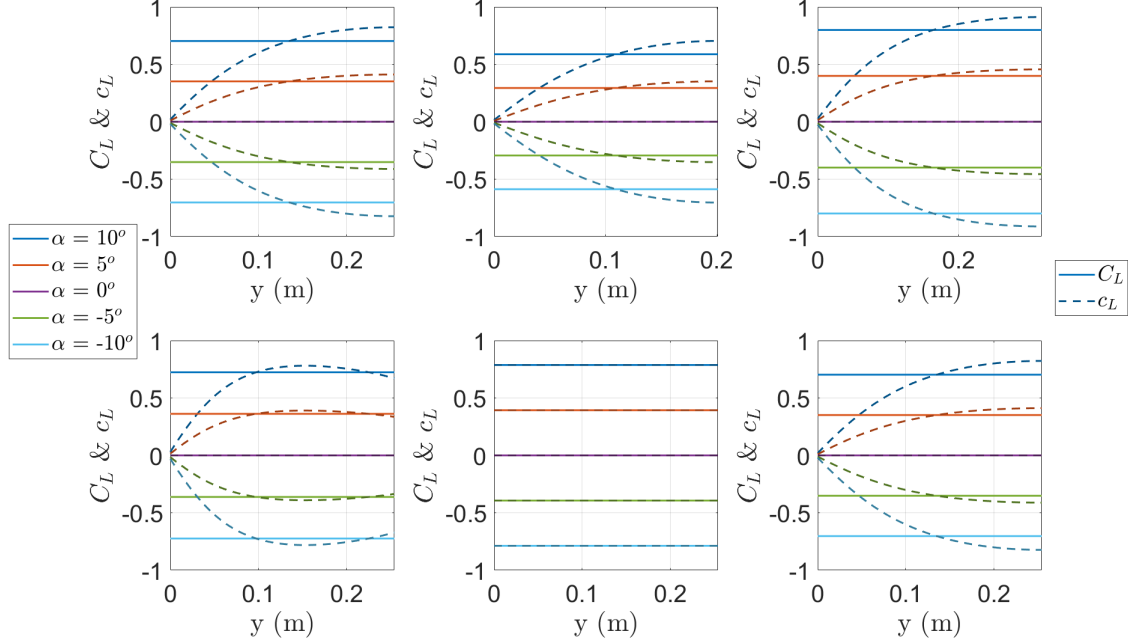 1
0.5
0
-0.5
-1
C_L & c_L
0 0.1 0.2
y (m)
1
0.5
0
-0.5
-1
C_L & c_L
0 0.1 0.2
y (m)
1
0.5
0
-0.5
-1
C_L & c_L
0 0.2
y (m)
α = 10°
α = 5°
α = 0°
α = -5°
α = -10°
C_L
c_L
1
0.5
0
-0.5
-1
C_L & c_L
0 0.1 0.2
y (m)
1
0.5
0
-0.5
-1
C_L & c_L
0 0.1 0.2
y (m)
1
0.5
0
-0.5
-1
C_L & c_L
0 0.1 0.2
y (m)